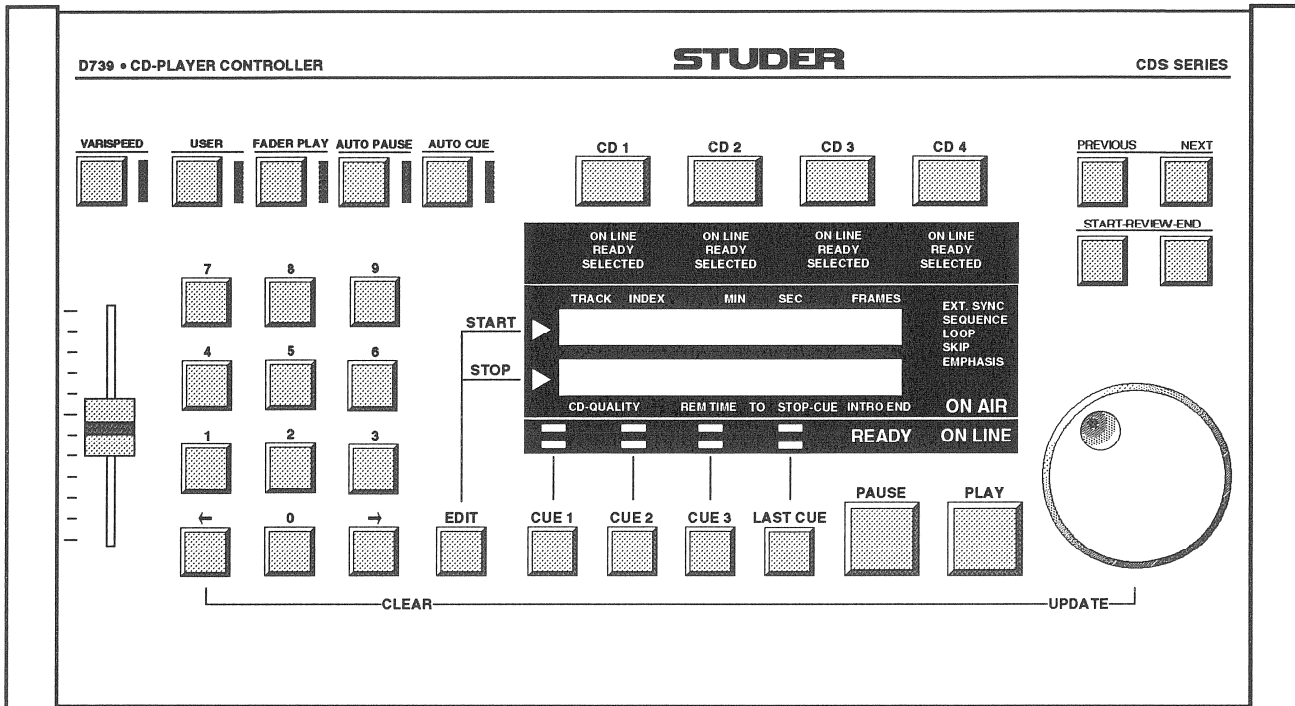 D739 • CD-PLAYER CONTROLLER STUDER CDS SERIES
VARISPEED USER FADER PLAY AUTO PAUSE AUTO CUE CD 1 CD 2 CD 3 CD 4 PREVIOUS NEXT
START-REVIEW-END
ON LINE ON LINE ON LINE ON LINE
READY READY READY READY
SELECTED SELECTED SELECTED SELECTED
7 8 9
TRACK INDEX MIN SEC FRAMES
EXT. SYNC
SEQUENCE
LOOP
SKIP
EMPHASIS
START
4 5 6
STOP
CD-QUALITY REM TIME TO STOP-CUE INTRO END ON AIR
1 2 3
READY ON LINE
PAUSE PLAY
← 0 → EDIT CUE 1 CUE 2 CUE 3 LAST CUE
CLEAR UPDATE